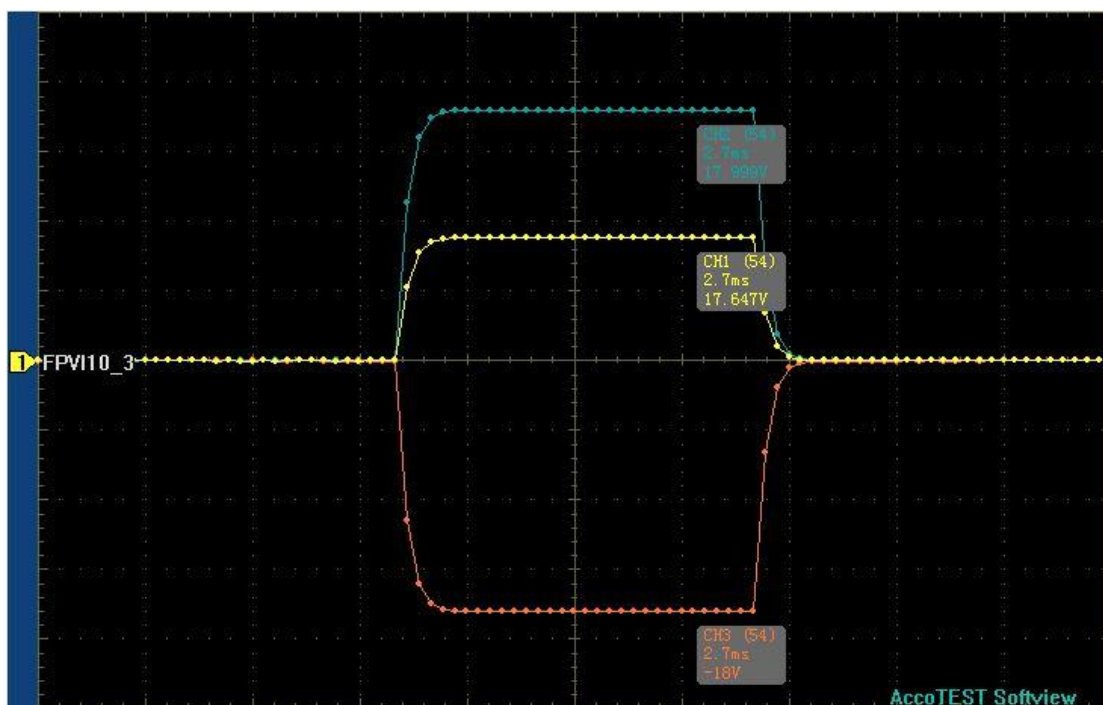 CH2 (54)
2.7ms
17.999V
CH1 (54)
2.7ms
17.647V
1
FPVI10_3
CH3 (54)
2.7ms
-18V
AccoTEST Softview